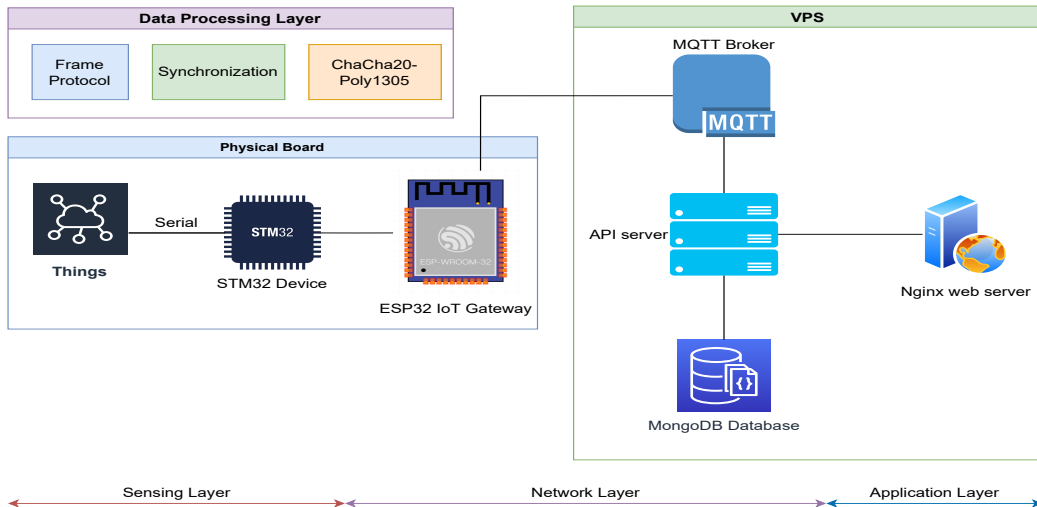 Data Processing Layer
Frame
Protocol
Synchronization
ChaCha20-
Poly1305
VPS
MQTT Broker
MQTT
Physical Board
Things
Serial
STM32
STM32 Device
ESP-WROOM-32
ESP32 IoT Gateway
API server
Nginx web server
{}
MongoDB Database
Sensing Layer
Network Layer
Application Layer